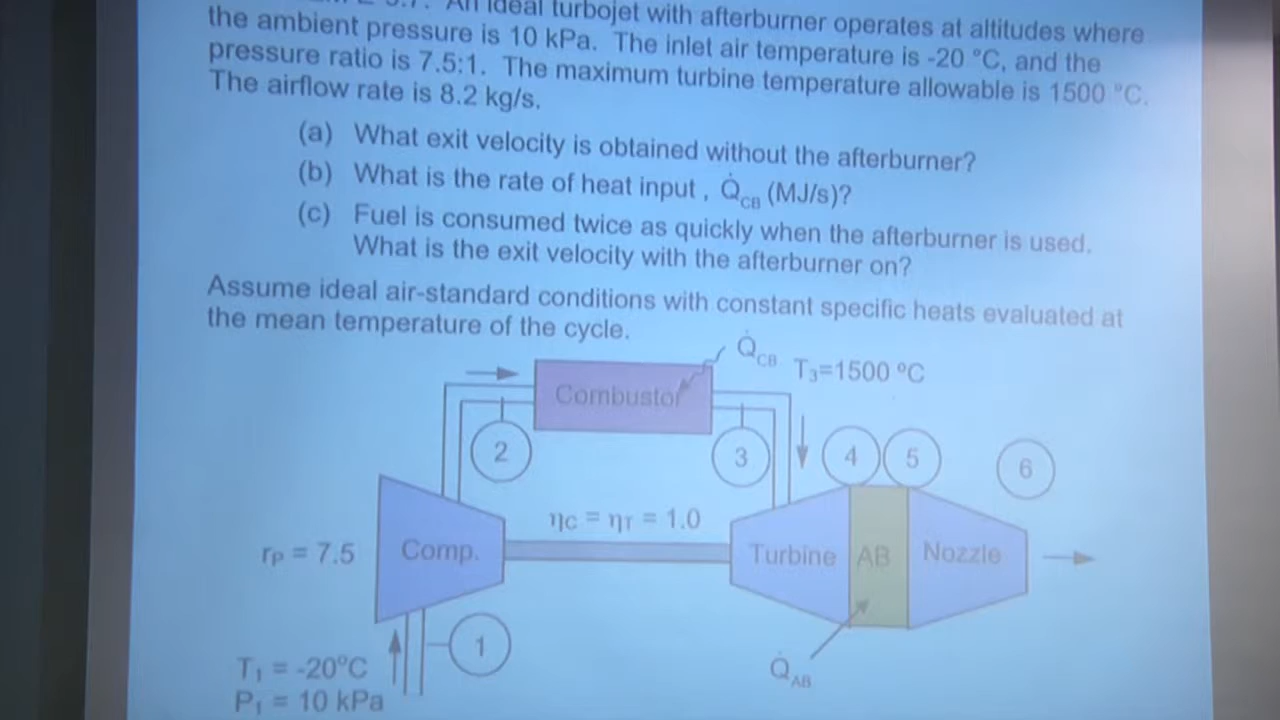 An ideal turbojet with afterburner operates at altitudes where
the ambient pressure is 10 kPa. The inlet air temperature is -20 °C, and the
pressure ratio is 7.5:1. The maximum turbine temperature allowable is 1500 °C.
The airflow rate is 8.2 kg/s.
(a) What exit velocity is obtained without the afterburner?
(b) What is the rate of heat input , Q̇CB (MJ/s)?
(c) Fuel is consumed twice as quickly when the afterburner is used.
What is the exit velocity with the afterburner on?
Assume ideal air-standard conditions with constant specific heats evaluated at
the mean temperature of the cycle.
Q̇CB
T3=1500 °C
Combustor
2
3
4
5
6
ηC = ηT = 1.0
rP = 7.5
Comp.
Turbine
AB
Nozzle
1
T1 = -20°C
P1 = 10 kPa
Q̇AB